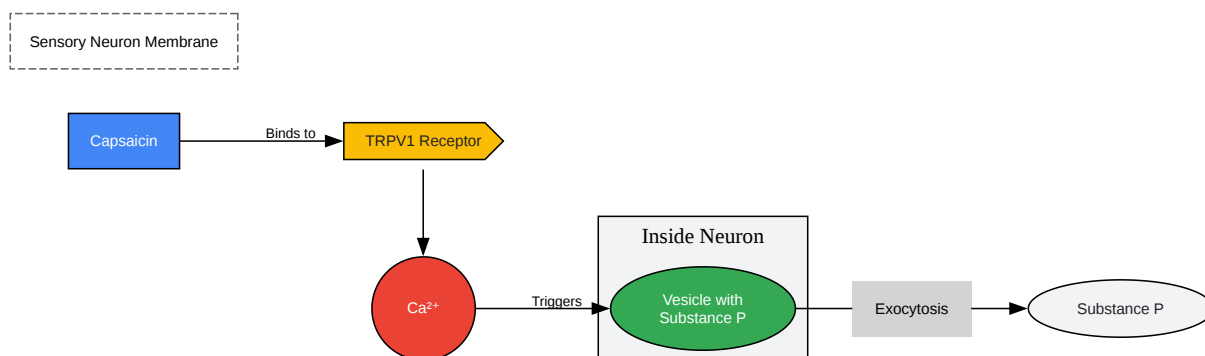 Sensory Neuron Membrane
Capsaicin
Binds to
TRPV1 Receptor
Inside Neuron
Ca²⁺
Triggers
Vesicle with
Substance P
Exocytosis
Substance P